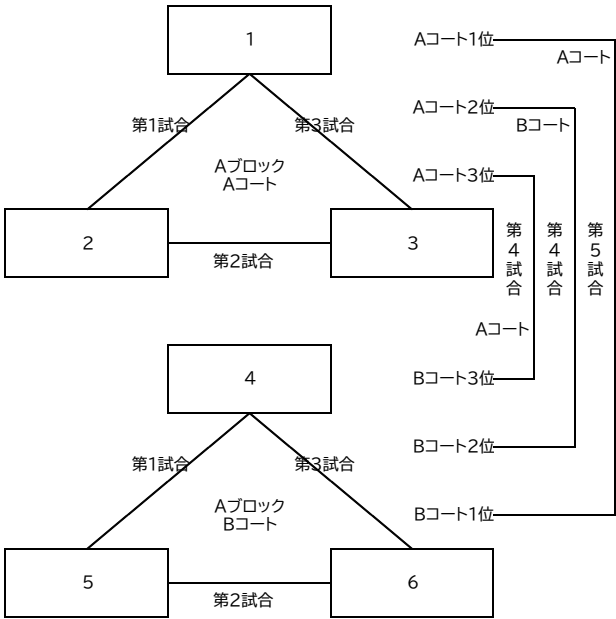 1
Aコート1位
Aコート
第1試合
第3試合
Aコート2位
Bコート
Aブロック
Aコート
Aコート3位
2
3
第2試合
第4試合
第4試合
第5試合
Aコート
4
Bコート3位
第1試合
第3試合
Bコート2位
Aブロック
Bコート
Bコート1位
5
6
第2試合